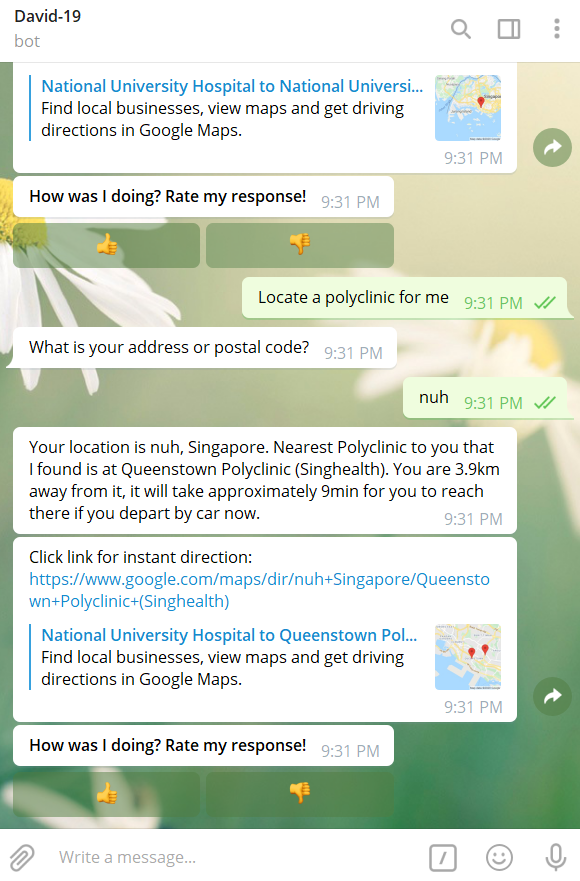 David-19
bot
National University Hospital to National Universi...
Find local businesses, view maps and get driving
directions in Google Maps.
9:31 PM
How was I doing? Rate my response!
9:31 PM
Locate a polyclinic for me
9:31 PM
What is your address or postal code?
9:31 PM
nuh
9:31 PM
Your location is nuh, Singapore. Nearest Polyclinic to you that
I found is at Queenstown Polyclinic (Singhealth). You are 3.9km
away from it, it will take approximately 9min for you to reach
there if you depart by car now.
9:31 PM
Click link for instant direction:
https://www.google.com/maps/dir/nuh+Singapore/Queensto
wn+Polyclinic+(Singhealth)
National University Hospital to Queenstown Pol...
Find local businesses, view maps and get driving
directions in Google Maps.
9:31 PM
How was I doing? Rate my response!
9:31 PM
Write a message...